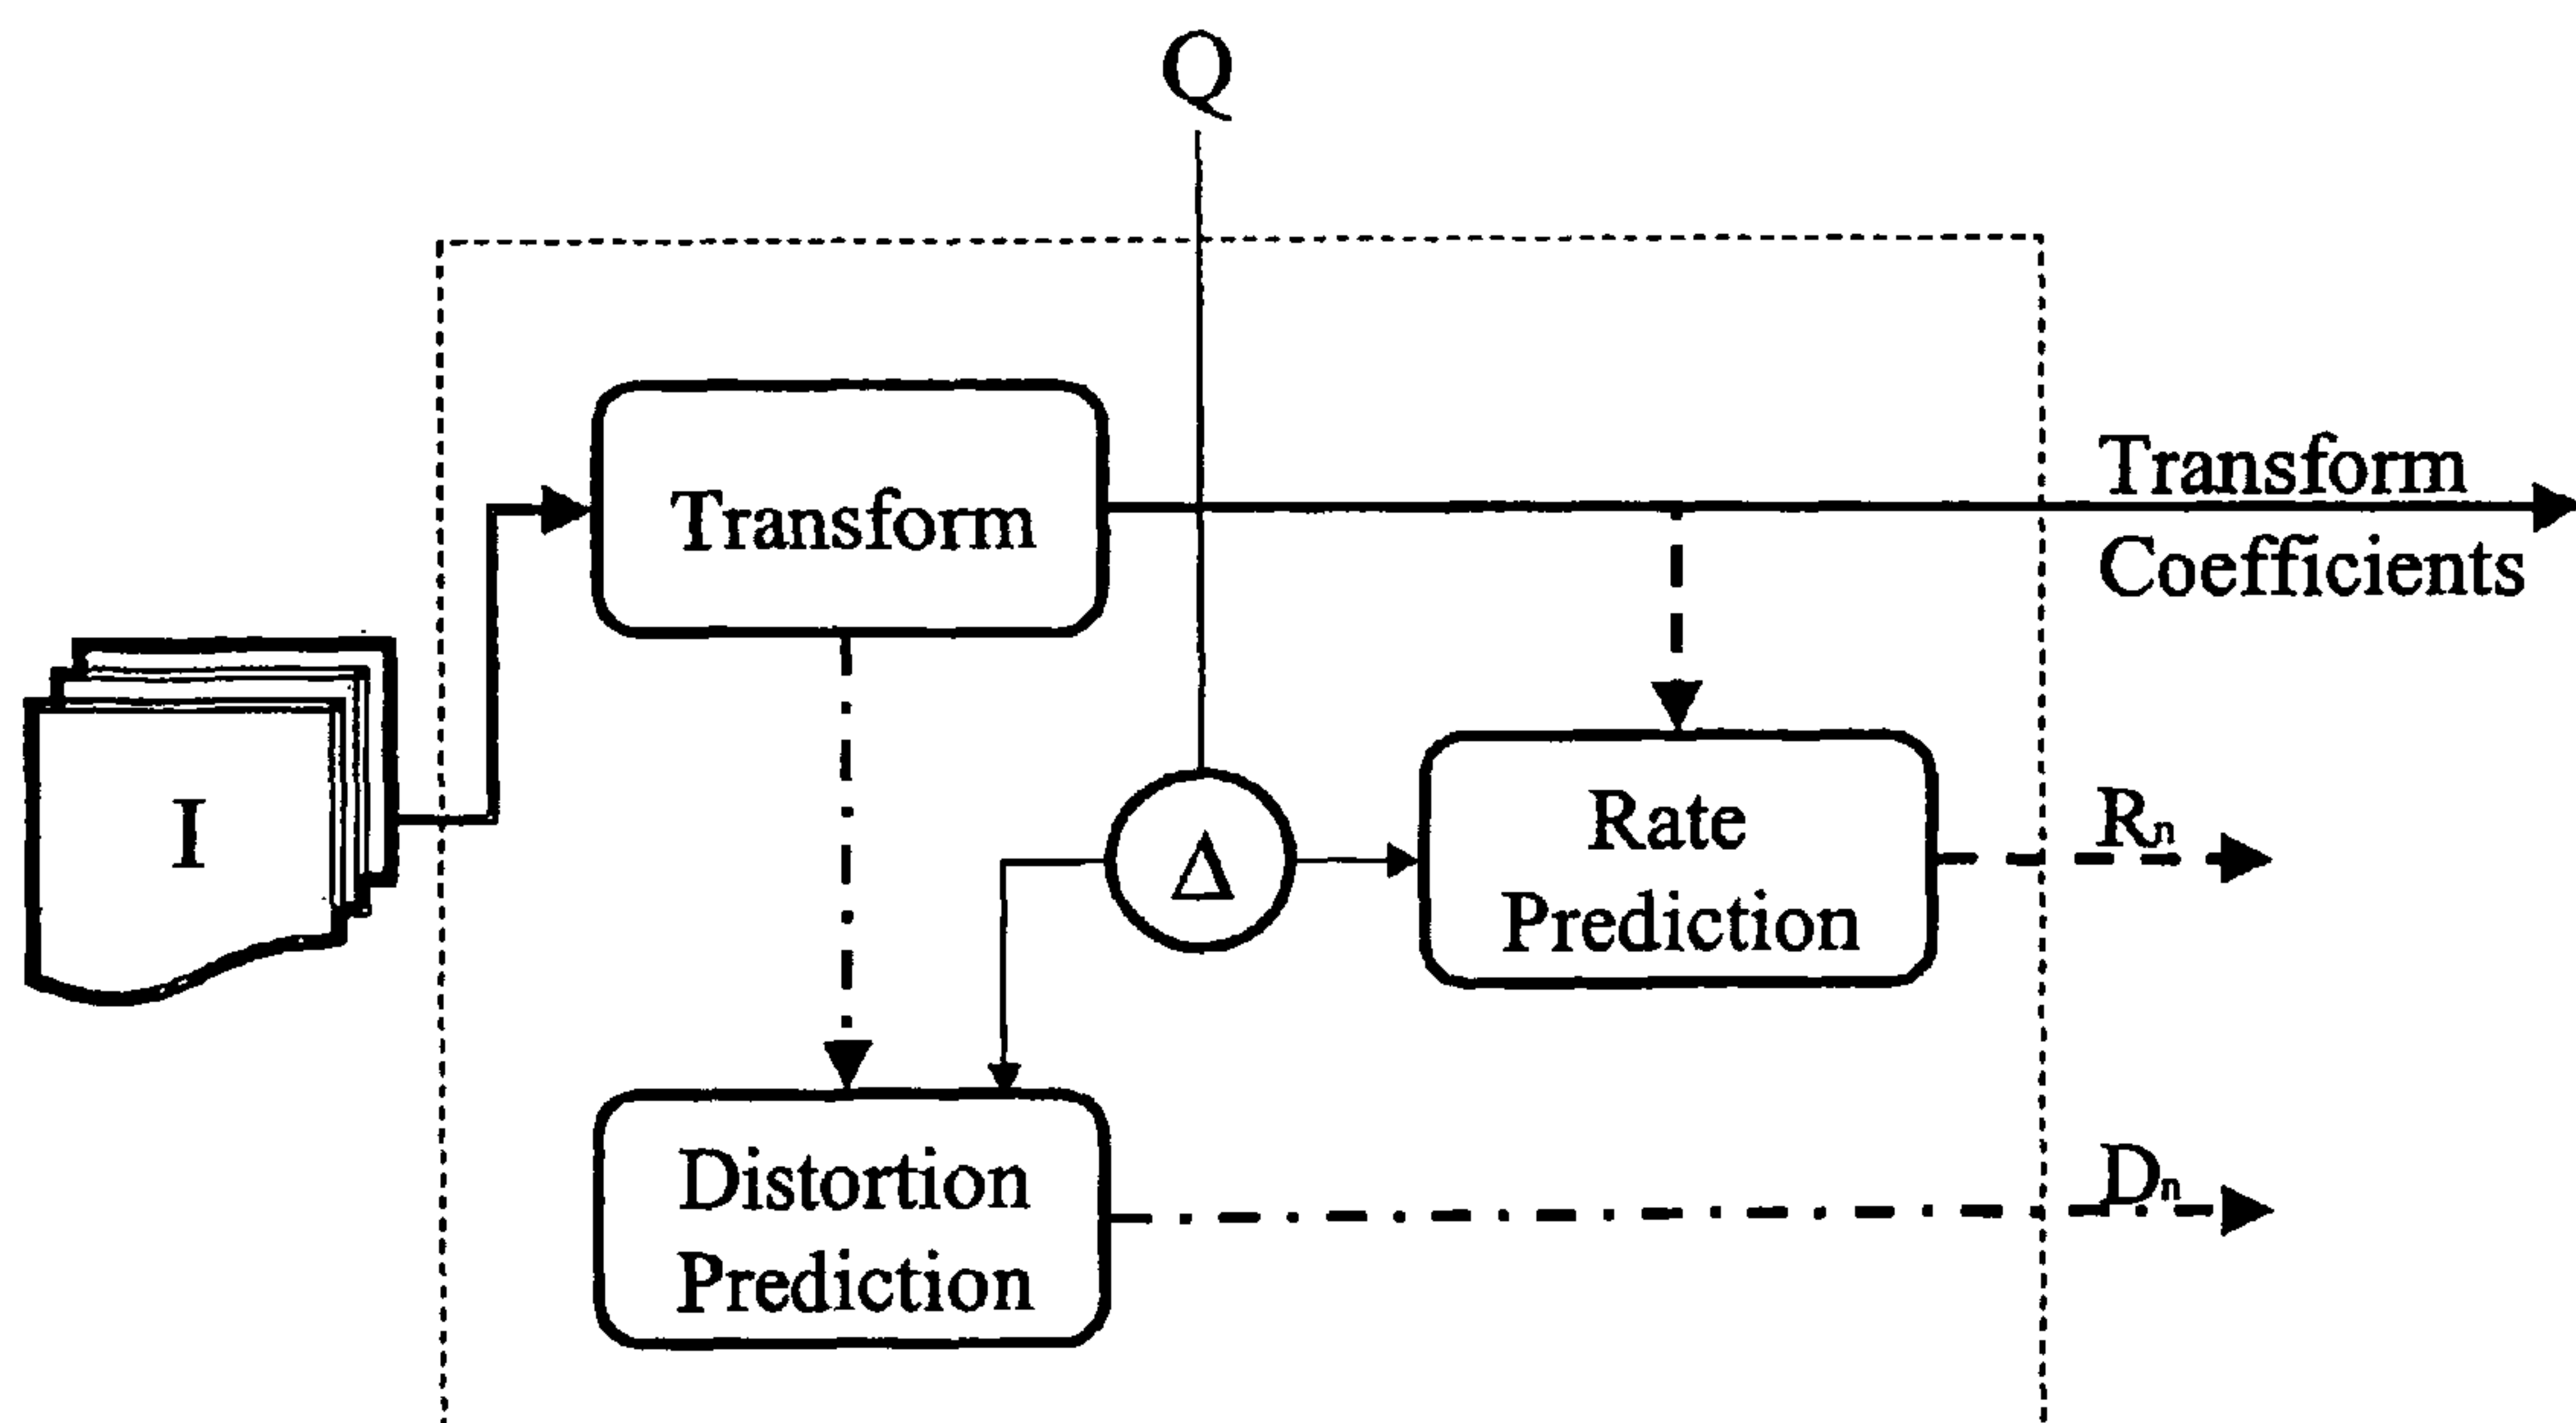 Q
Transform
Transform
Coefficients
I
Δ
Rate
Prediction
Rn
Distortion
Prediction
Dn